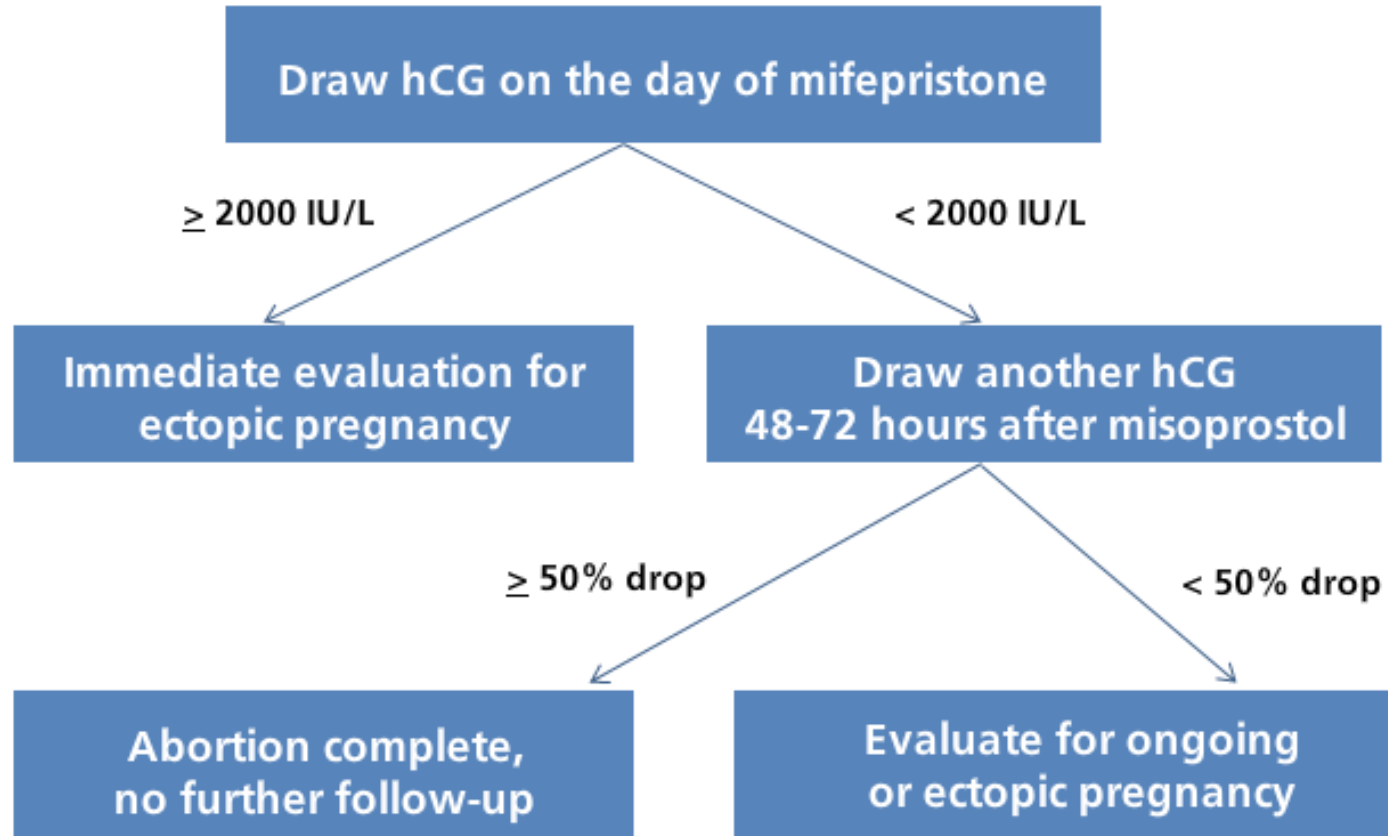 Draw hCG on the day of mifepristone
≥ 2000 IU/L
< 2000 IU/L
Immediate evaluation for
ectopic pregnancy
Draw another hCG
48-72 hours after misoprostol
≥ 50% drop
< 50% drop
Abortion complete,
no further follow-up
Evaluate for ongoing
or ectopic pregnancy